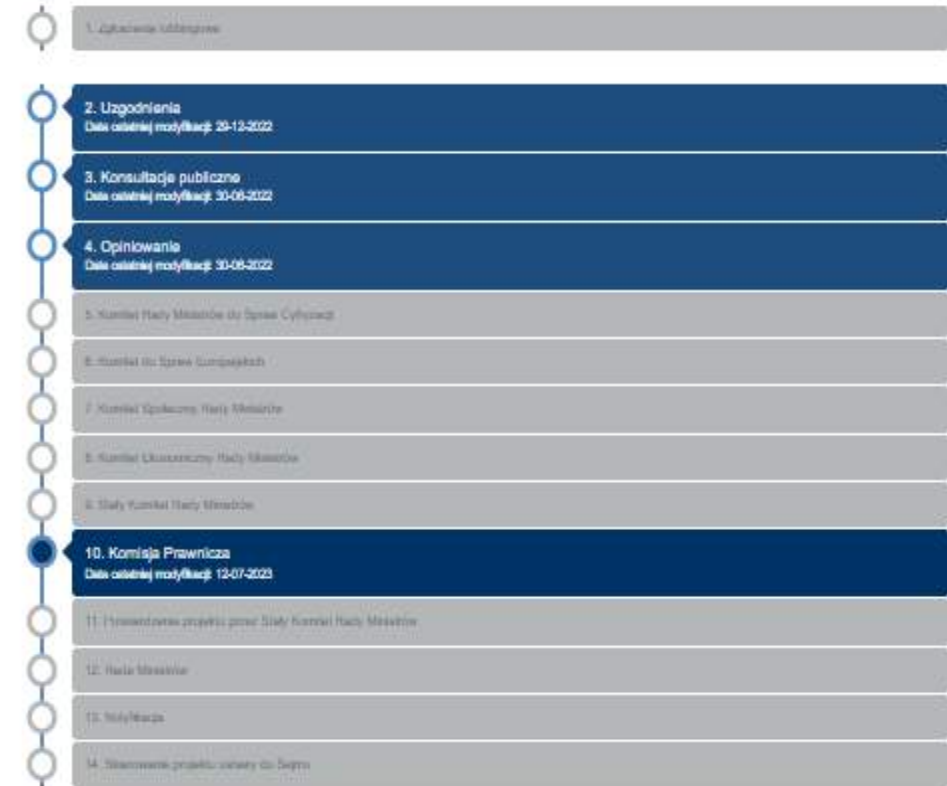 1. Zgłoszenia lobbingowe
2. Uzgodnienia
Data ostatniej modyfikacji: 29-12-2022
3. Konsultacje publiczne
Data ostatniej modyfikacji: 30-06-2022
4. Opiniowanie
Data ostatniej modyfikacji: 30-06-2022
5. Komitet Rady Ministrów do Spraw Cyfryzacji
6. Komitet do Spraw Europejskich
7. Komitet Społeczny Rady Ministrów
8. Komitet Ekonomiczny Rady Ministrów
9. Stały Komitet Rady Ministrów
10. Komisja Prawnicza
Data ostatniej modyfikacji: 12-07-2023
11. Potwierdzenie projektu przez Stały Komitet Rady Ministrów
12. Rada Ministrów
13. Notyfikacja
14. Skierowanie projektu ustawy do Sejmu